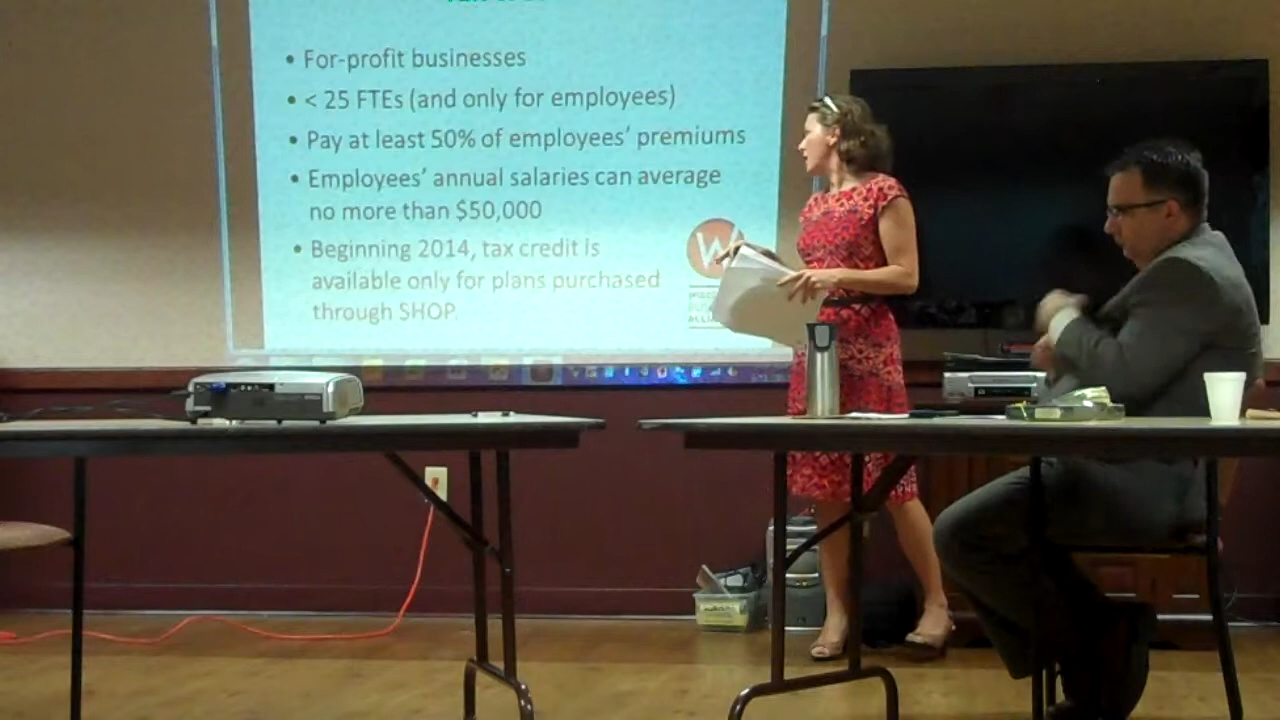 • For-profit businesses
• < 25 FTEs (and only for employees)
• Pay at least 50% of employees' premiums
• Employees' annual salaries can average
no more than $50,000
• Beginning 2014, tax credit is
available only for plans purchased
through SHOP.
W